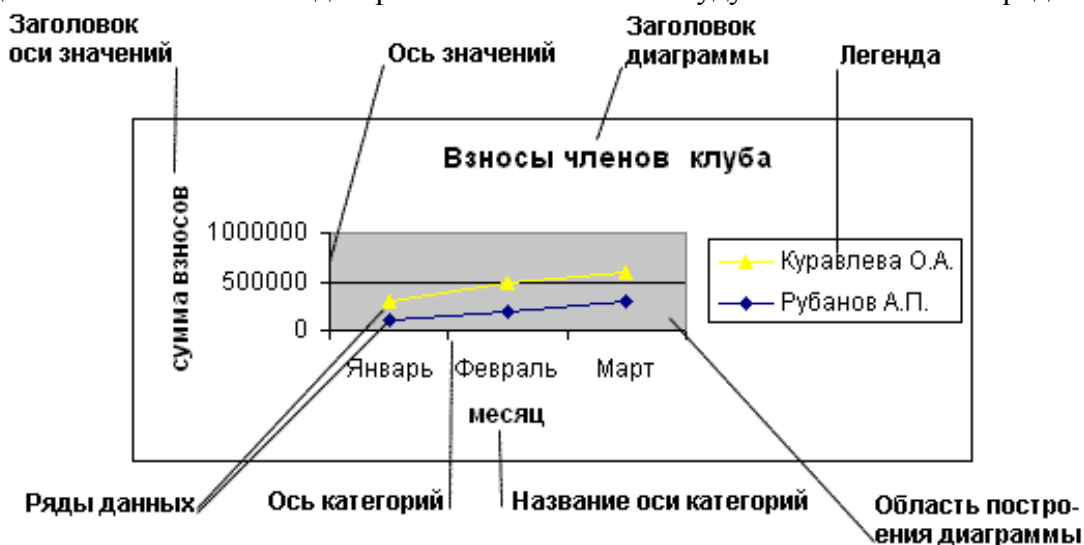 Заголовок
оси значений
Ось значений
Заголовок
диаграммы
Легенда
Взносы членов клуба
сумма взносов
1000000
500000
0
Январь Февраль Март
месяц
Куравлева О.А.
Рубанов А.П.
Ряды данных
Ось категорий
Название оси категорий
Область постро-
ения диаграммы